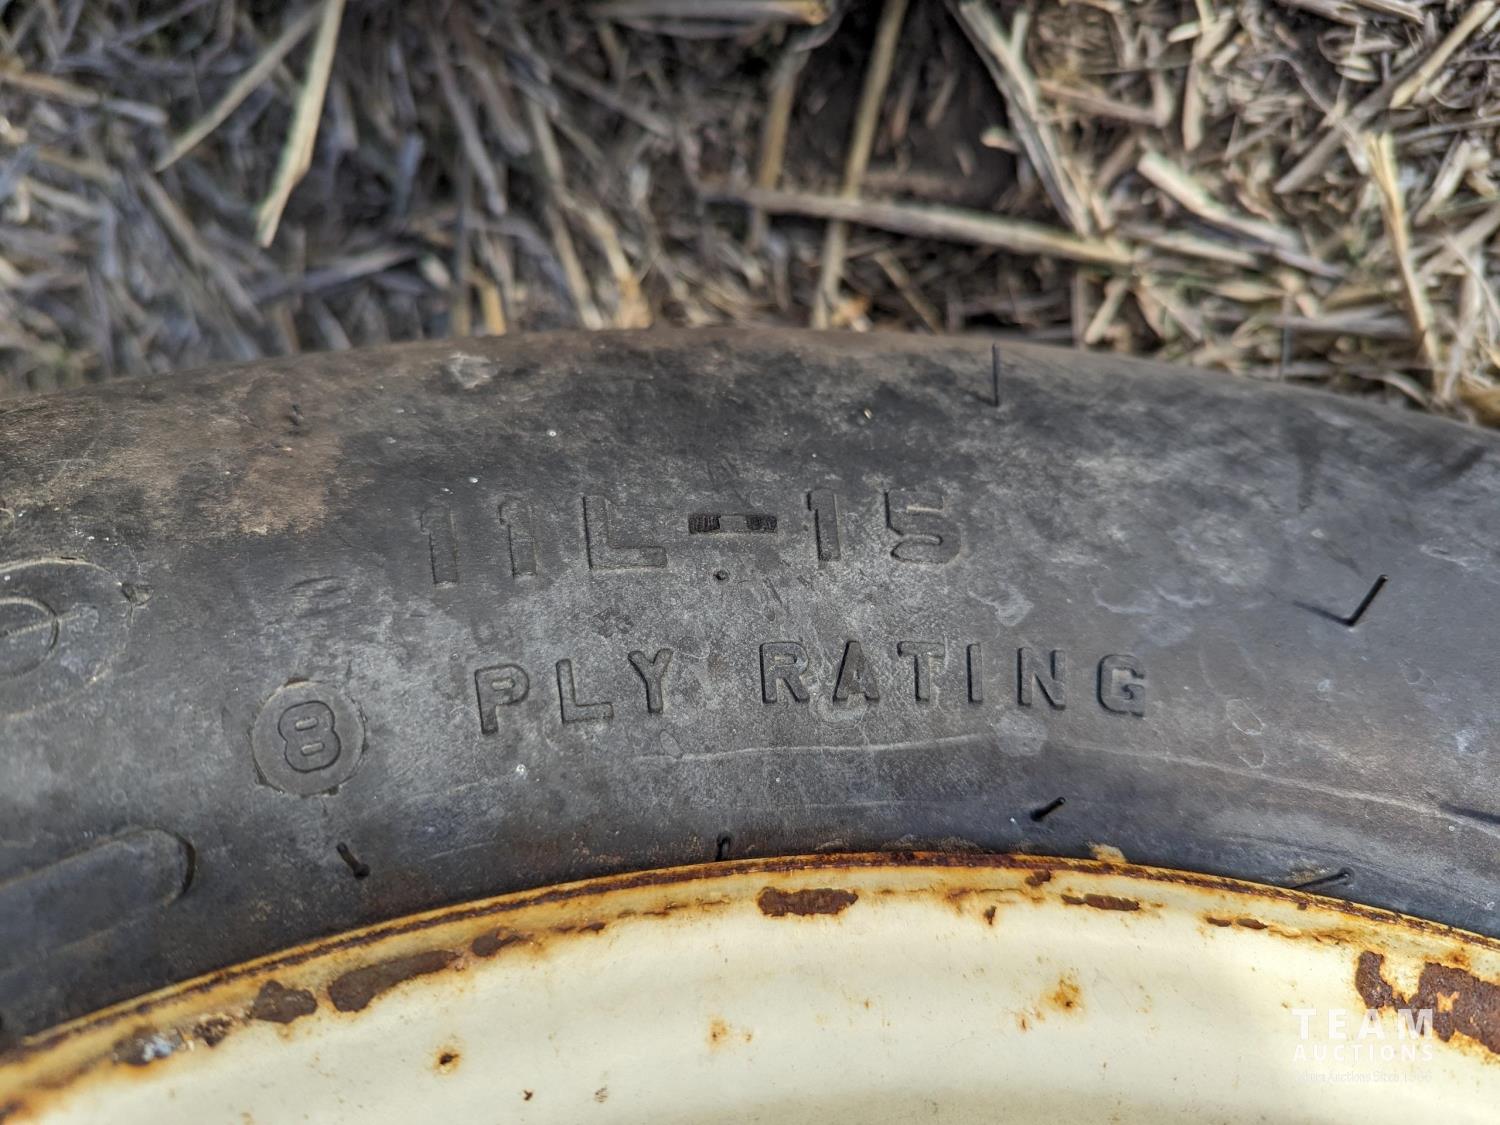 11L-15
8 PLY RATING
TEAM
AUCTIONS